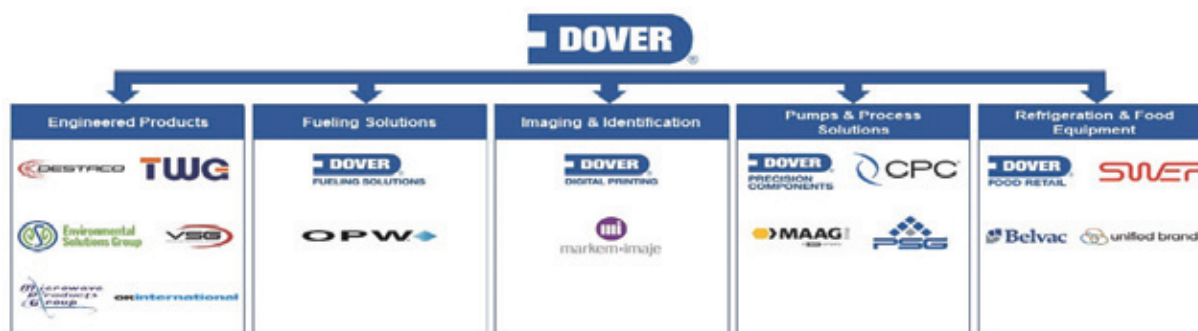 DOVER
Engineered Products
DESTACO
TWG
Environmental
Solutions Group
VSG
Microwave
Products
Group
OKinternational
Fueling Solutions
DOVER
FUELING SOLUTIONS
OPW
Imaging & Identification
DOVER
DIGITAL PRINTING
mi
markem-imaje
Pumps & Process
Solutions
DOVER
PRECISION
COMPONENTS
CPC
MAAG
PSG
Refrigeration & Food
Equipment
DOVER
FOOD RETAIL
SWEP
Belvac
unified brand